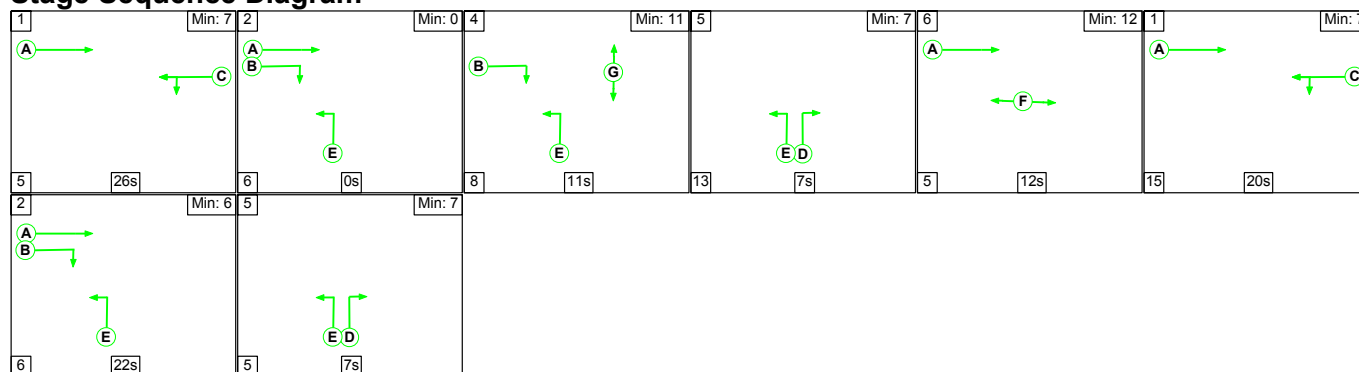 Stage Sequence Diagram
1 Min: 7 2 Min: 0 4 Min: 11 5 Min: 7 6 Min: 12 1 Min: 7
A A A A
B B C G F C
E E E D
5 26s 6 0s 8 11s 13 7s 5 12s 15 20s
2 Min: 6 5 Min: 7
A
B
E E D
6 22s 5 7s